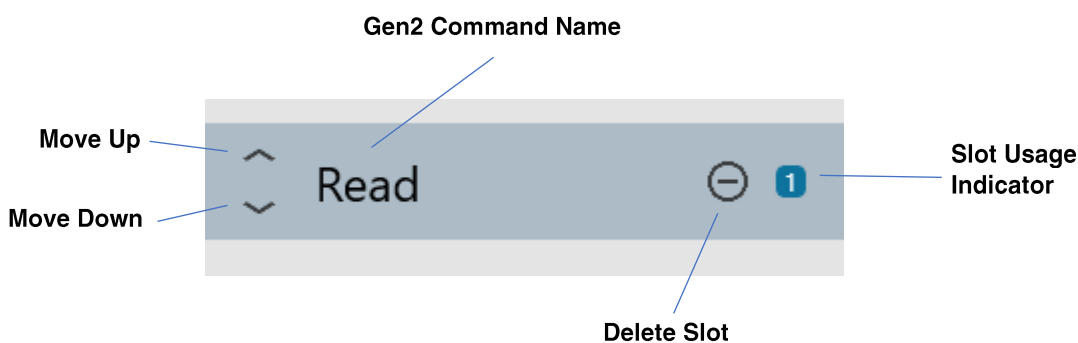 Gen2 Command Name
Move Up
Move Down
Read
1
Slot Usage
Indicator
Delete Slot